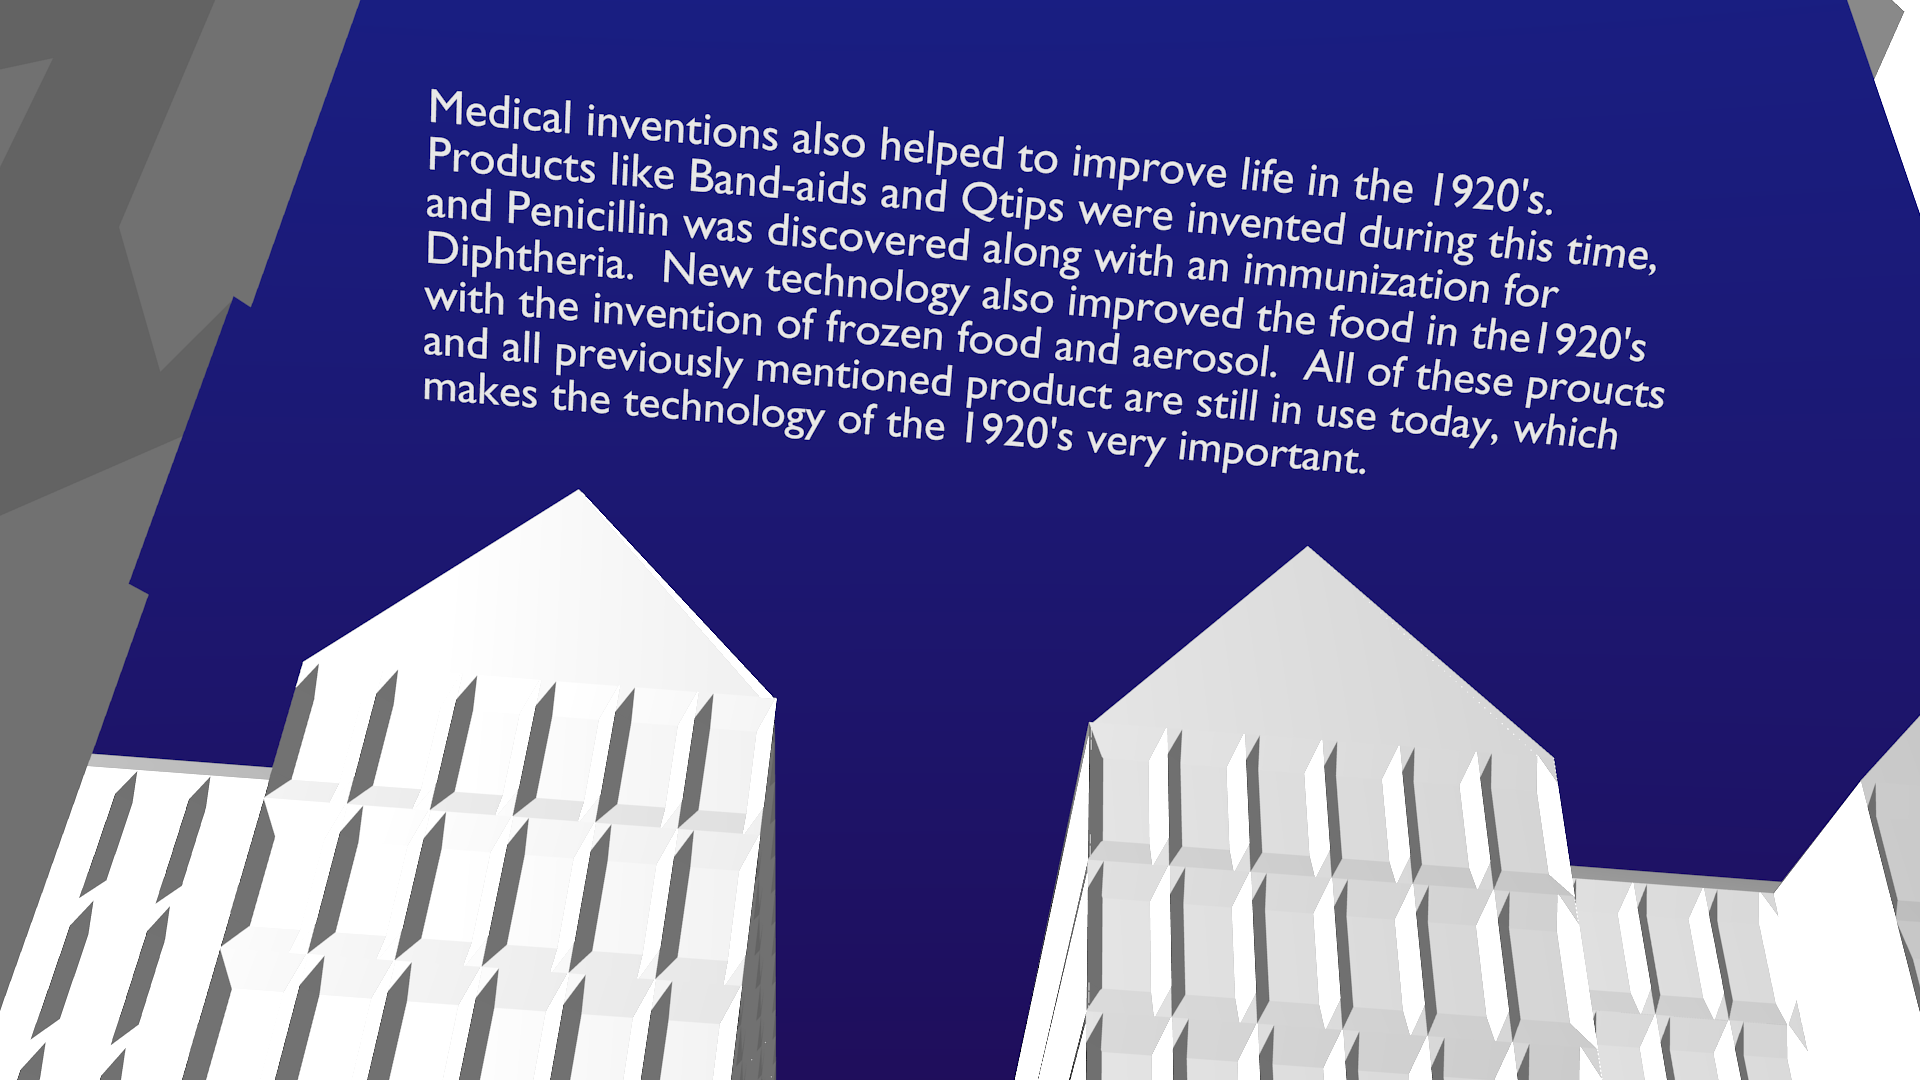 Medical inventions also helped to improve life in the 1920's.
Products like Band-aids and Qtips were invented during this time,
and Penicillin was discovered along with an immunization for
Diphtheria.  New technology also improved the food in the1920's
with the invention of frozen food and aerosol.  All of these proucts
and all previously mentioned product are still in use today, which
makes the technology of the 1920's very important.